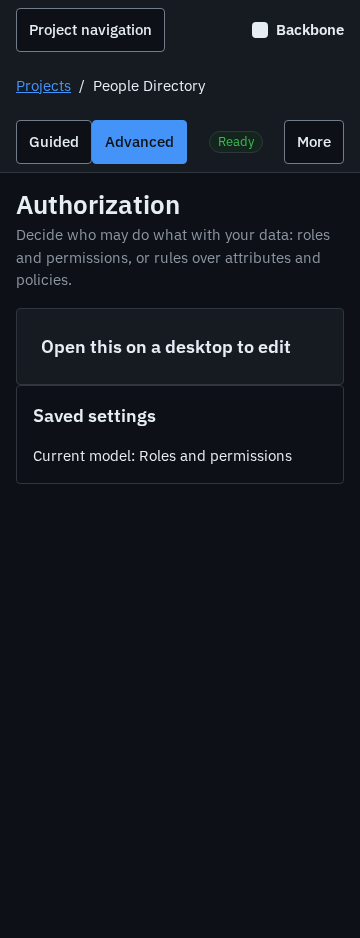 Project navigation
Backbone
Projects / People Directory
Guided
Advanced
Ready
More
Authorization
Decide who may do what with your data: roles
and permissions, or rules over attributes and
policies.
Open this on a desktop to edit
Saved settings
Current model: Roles and permissions